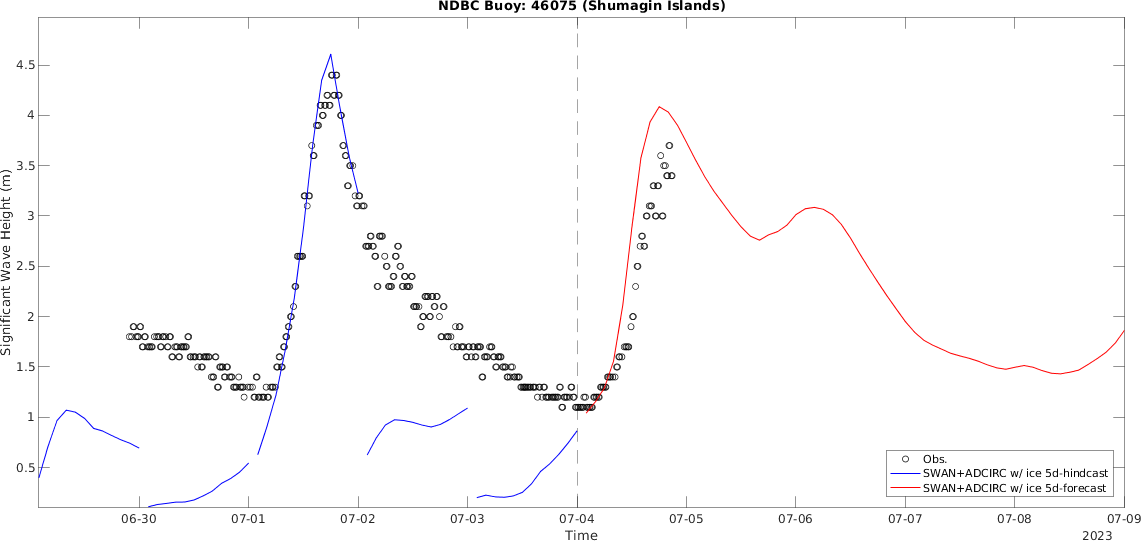 NDBC Buoy: 46075 (Shumagin Islands)
Significant Wave Height (m)
4.5
4
3.5
3
2.5
2
1.5
1
0.5
Obs.
SWAN+ADCIRC w/ ice 5d-hindcast
SWAN+ADCIRC w/ ice 5d-forecast
06-30 07-01 07-02 07-03 07-04 07-05 07-06 07-07 07-08 07-09
Time
2023